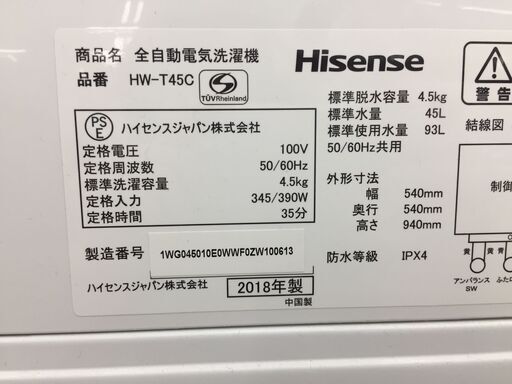 商品名 全自動電気洗濯機
品番 HW-T45C
TÜVRheinland
PS
E
ハイセンスジャパン株式会社
定格電圧 100V
定格周波数 50/60Hz
標準洗濯容量 4.5kg
定格入力 345/390W
定格時間 35分
製造番号 1WG045010E0WWF0ZW100613
ハイセンスジャパン株式会社 2018年製
中国製
Hisense
標準脱水容量 4.5kg
標準水量 45L
標準使用水量 93L
50/60Hz共用
外形寸法
幅 540mm
奥行 540mm
高さ 940mm
防水等級 IPX4
警告
結線図
制御
黄 黄 黄
アンバランス ふた
SW